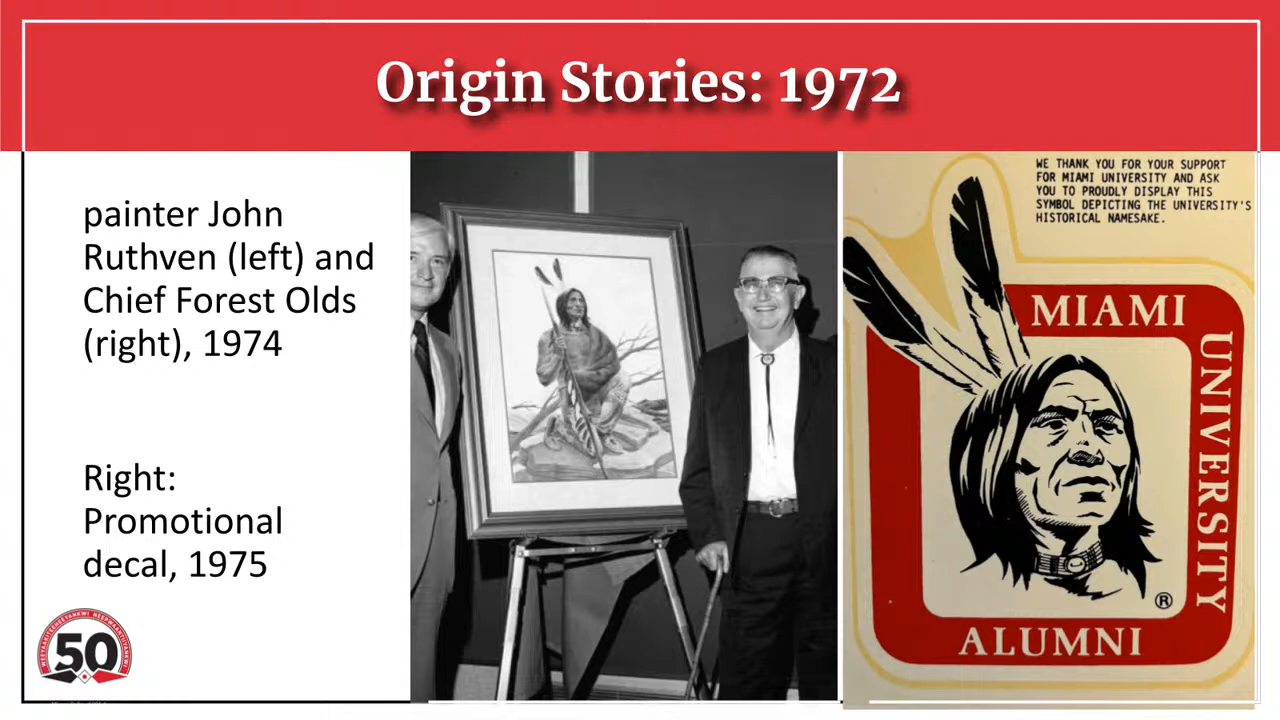 Origin Stories: 1972
painter John
Ruthven (left) and
Chief Forest Olds
(right), 1974
Right:
Promotional
decal, 1975
50
WE THANK YOU FOR YOUR SUPPORT
FOR MIAMI UNIVERSITY AND ASK
YOU TO PROUDLY DISPLAY THIS
SYMBOL DEPICTING THE UNIVERSITY'S
HISTORICAL NAMESAKE.
MIAMI
UNIVERSITY
ALUMNI
®